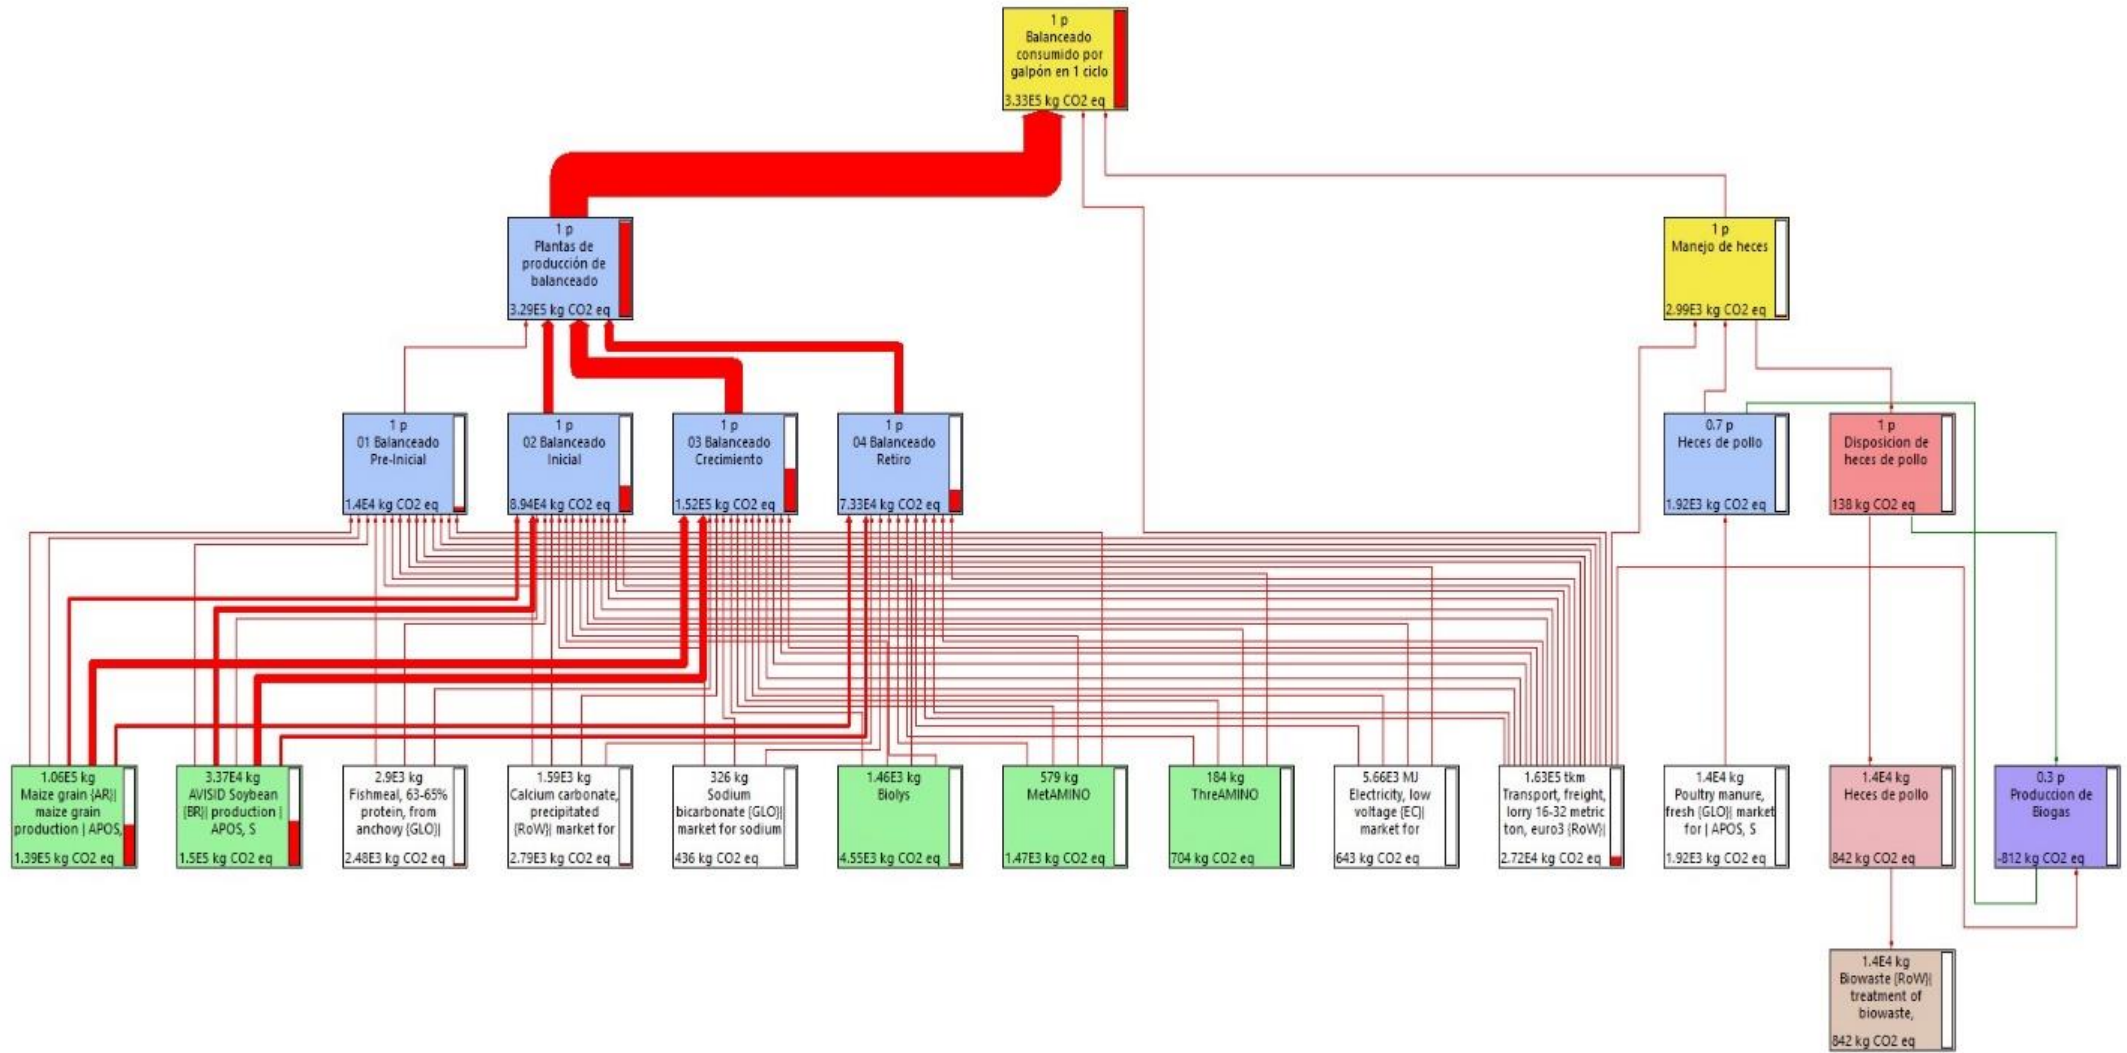 1 p
Balanceado
consumido por
galpón en 1 ciclo
3.33E5 kg CO2 eq
1 p
Plantas de
producción de
balanceado
3.29E5 kg CO2 eq
1 p
Manejo de heces
2.99E3 kg CO2 eq
1 p
01 Balanceado
Pre-Inicial
1.4E4 kg CO2 eq
1 p
02 Balanceado
Inicial
8.94E4 kg CO2 eq
1 p
03 Balanceado
Crecimiento
1.52E5 kg CO2 eq
1 p
04 Balanceado
Retiro
7.33E4 kg CO2 eq
0.7 p
Heces de pollo
1.92E3 kg CO2 eq
1 p
Disposicion de
heces de pollo
138 kg CO2 eq
1.06E5 kg
Maize grain {AR}|
maize grain
production | APOS,
1.39E5 kg CO2 eq
3.37E4 kg
AVISID Soybean
{BR}| production |
APOS, S
1.5E5 kg CO2 eq
2.9E3 kg
Fishmeal, 63-65%
protein, from
anchovy {GLO}|
2.48E3 kg CO2 eq
1.59E3 kg
Calcium carbonate,
precipitated
{RoW}| market for
2.79E3 kg CO2 eq
326 kg
Sodium
bicarbonate {GLO}|
market for sodium
436 kg CO2 eq
1.46E3 kg
Biolys
4.55E3 kg CO2 eq
579 kg
MetAMINO
1.47E3 kg CO2 eq
184 kg
ThreAMINO
704 kg CO2 eq
5.66E3 MJ
Electricity, low
voltage {EC}|
market for
643 kg CO2 eq
1.63E5 tkm
Transport, freight,
lorry 16-32 metric
ton, euro3 {RoW}|
2.72E4 kg CO2 eq
1.4E4 kg
Poultry manure,
fresh {GLO}| market
for | APOS, S
1.92E3 kg CO2 eq
1.4E4 kg
Heces de pollo
842 kg CO2 eq
0.3 p
Produccion de
Biogas
-812 kg CO2 eq
1.4E4 kg
Biowaste {RoW}|
treatment of
biowaste,
842 kg CO2 eq